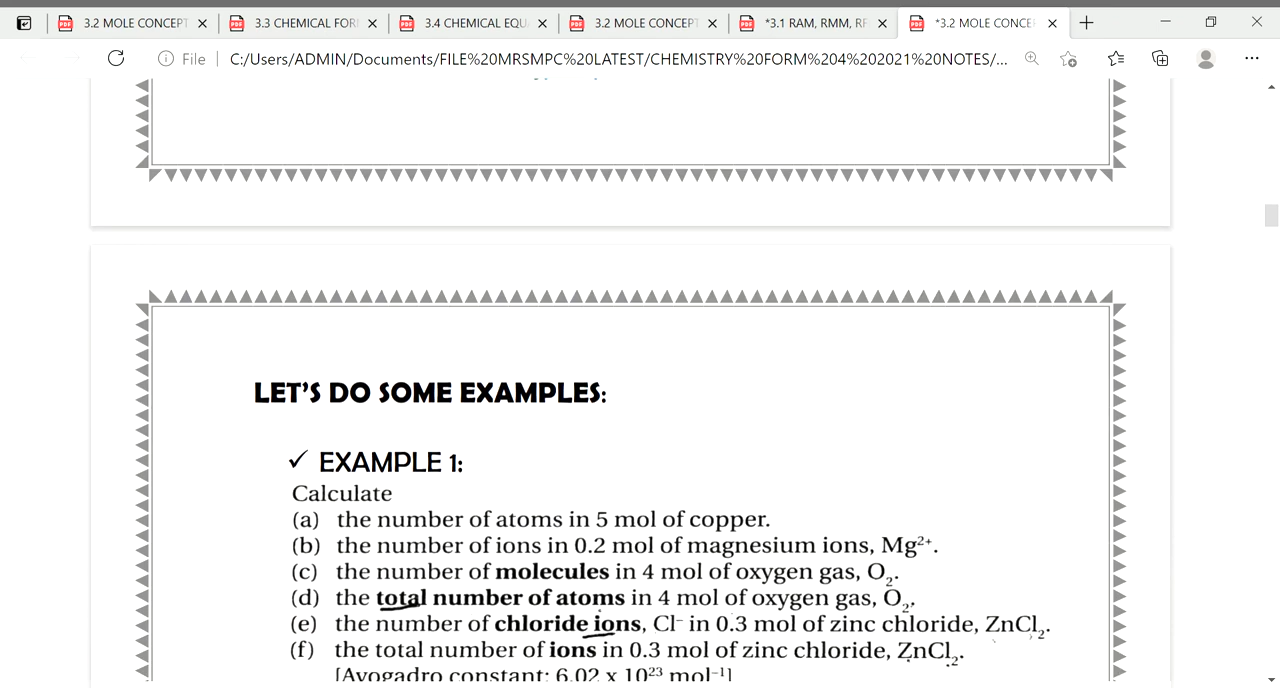 3.2 MOLE CONCEPT
3.3 CHEMICAL FOR
3.4 CHEMICAL EQU
3.2 MOLE CONCEPT
*3.1 RAM, RMM, RF
*3.2 MOLE CONCE
File
C:/Users/ADMIN/Documents/FILE%20MRSMPC%20LATEST/CHEMISTRY%20FORM%204%202021%20NOTES/...
LET'S DO SOME EXAMPLES:
✓ EXAMPLE 1:
Calculate
(a) the number of atoms in 5 mol of copper.
(b) the number of ions in 0.2 mol of magnesium ions, Mg²⁺.
(c) the number of molecules in 4 mol of oxygen gas, O₂.
(d) the total number of atoms in 4 mol of oxygen gas, O₂.
(e) the number of chloride ions, Cl⁻ in 0.3 mol of zinc chloride, ZnCl₂.
(f) the total number of ions in 0.3 mol of zinc chloride, ZnCl₂.
[Avogadro constant: 6.02 x 10²³ mol⁻¹]